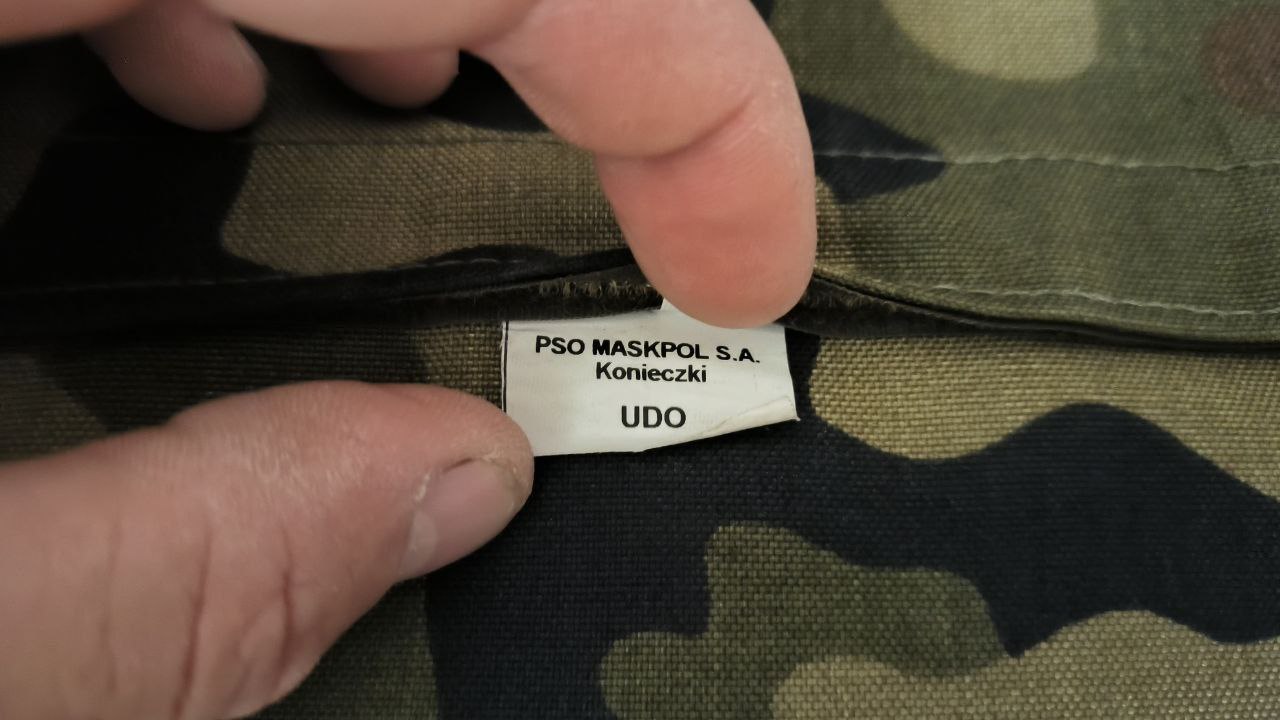 PSO MASKPOL S.A.
Konieczki
UDO